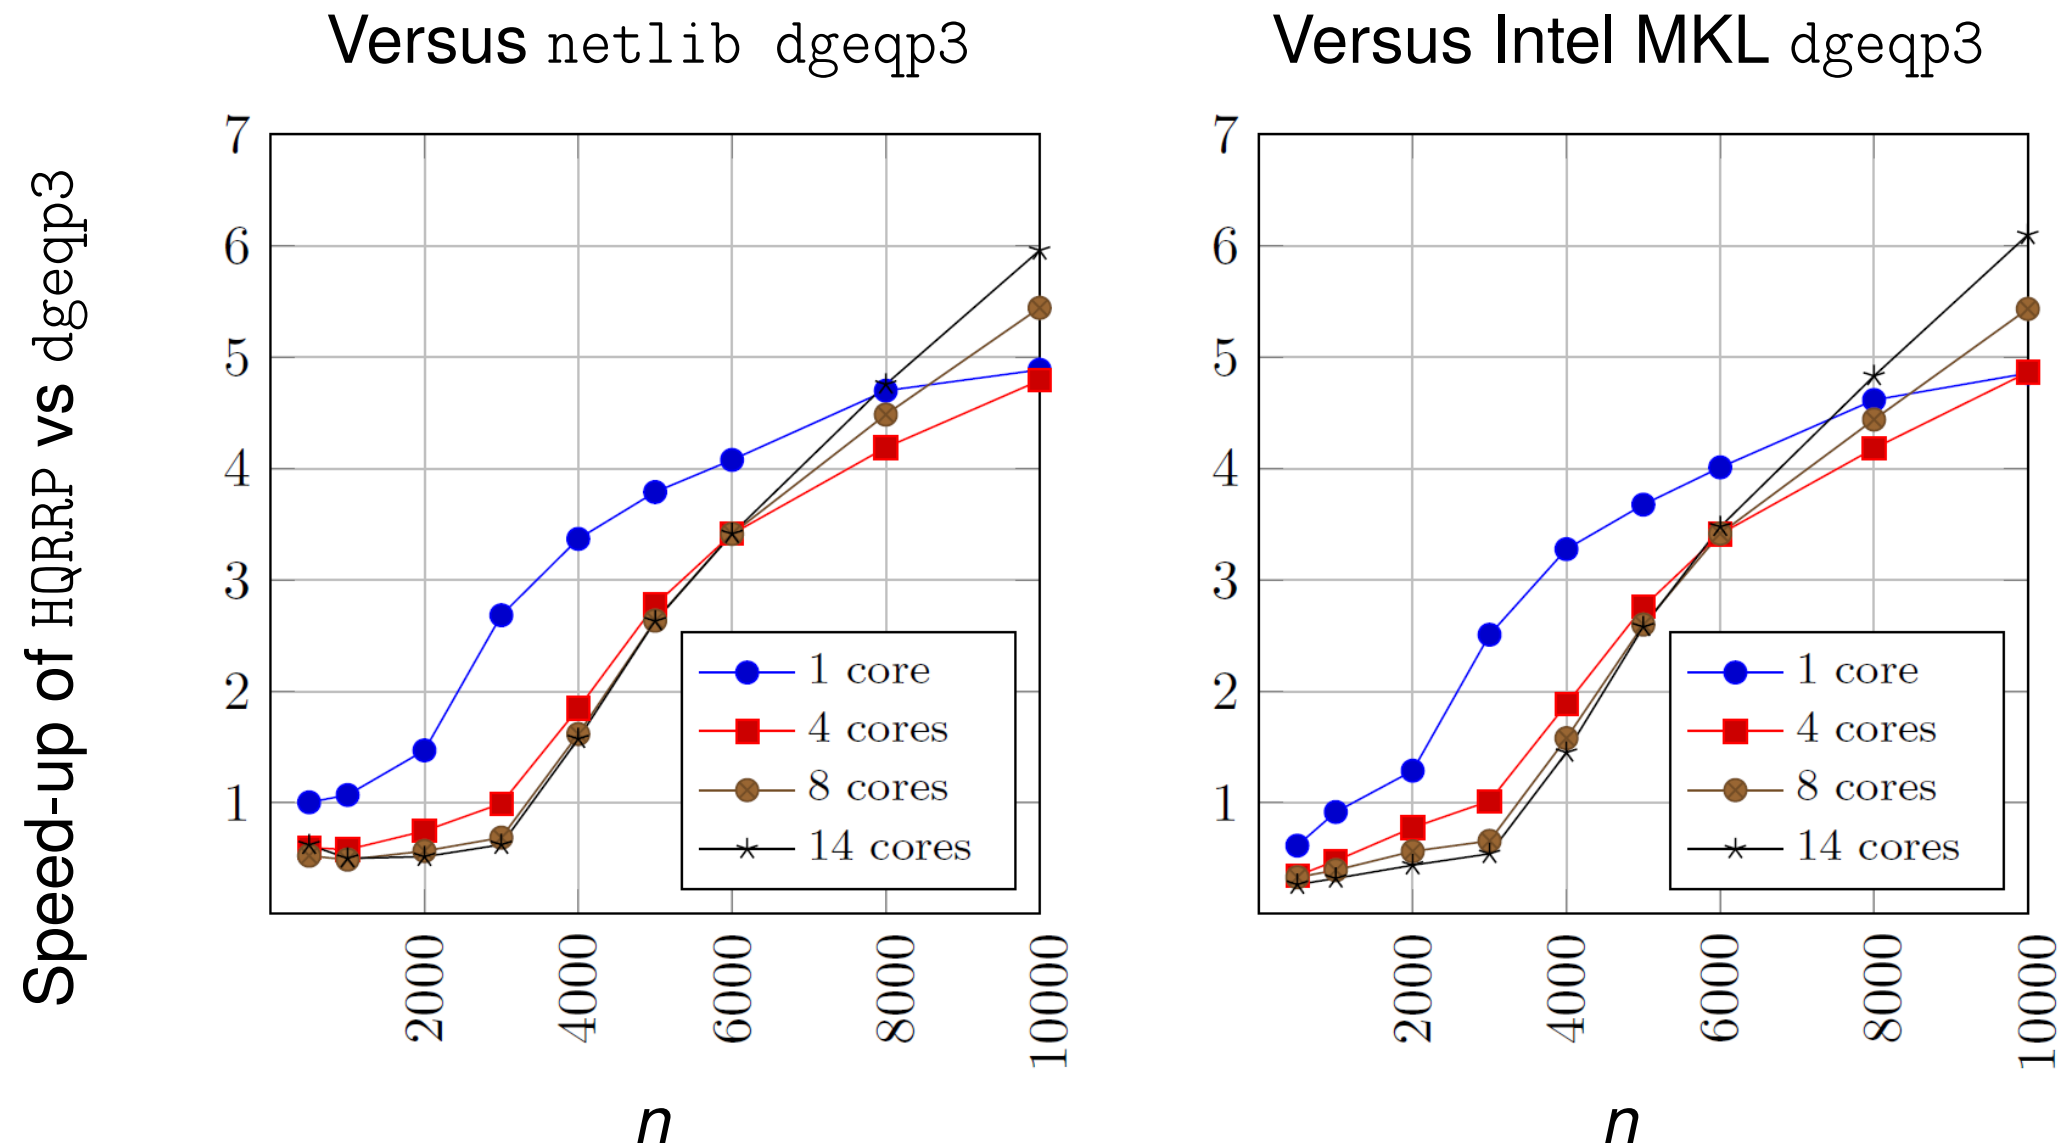 Versus netlib dgeqp3
Speed-up of HQRRP vs dgeqp3
7
6
5
4
3
2
1
1 core
4 cores
8 cores
14 cores
2000
4000
6000
8000
10000
n
Versus Intel MKL dgeqp3
7
6
5
4
3
2
1
1 core
4 cores
8 cores
14 cores
2000
4000
6000
8000
10000
n